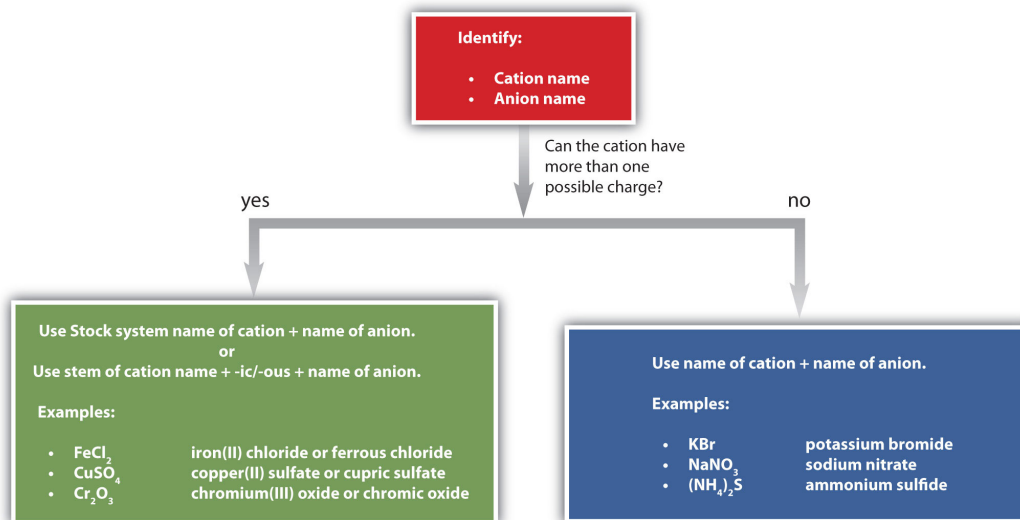 Identify:
• Cation name
• Anion name
Can the cation have
more than one
possible charge?
yes
no
Use Stock system name of cation + name of anion.
or
Use stem of cation name + -ic/-ous + name of anion.
Examples:
• FeCl₂ iron(II) chloride or ferrous chloride
• CuSO₄ copper(II) sulfate or cupric sulfate
• Cr₂O₃ chromium(III) oxide or chromic oxide
Use name of cation + name of anion.
Examples:
• KBr potassium bromide
• NaNO₃ sodium nitrate
• (NH₄)₂S ammonium sulfide